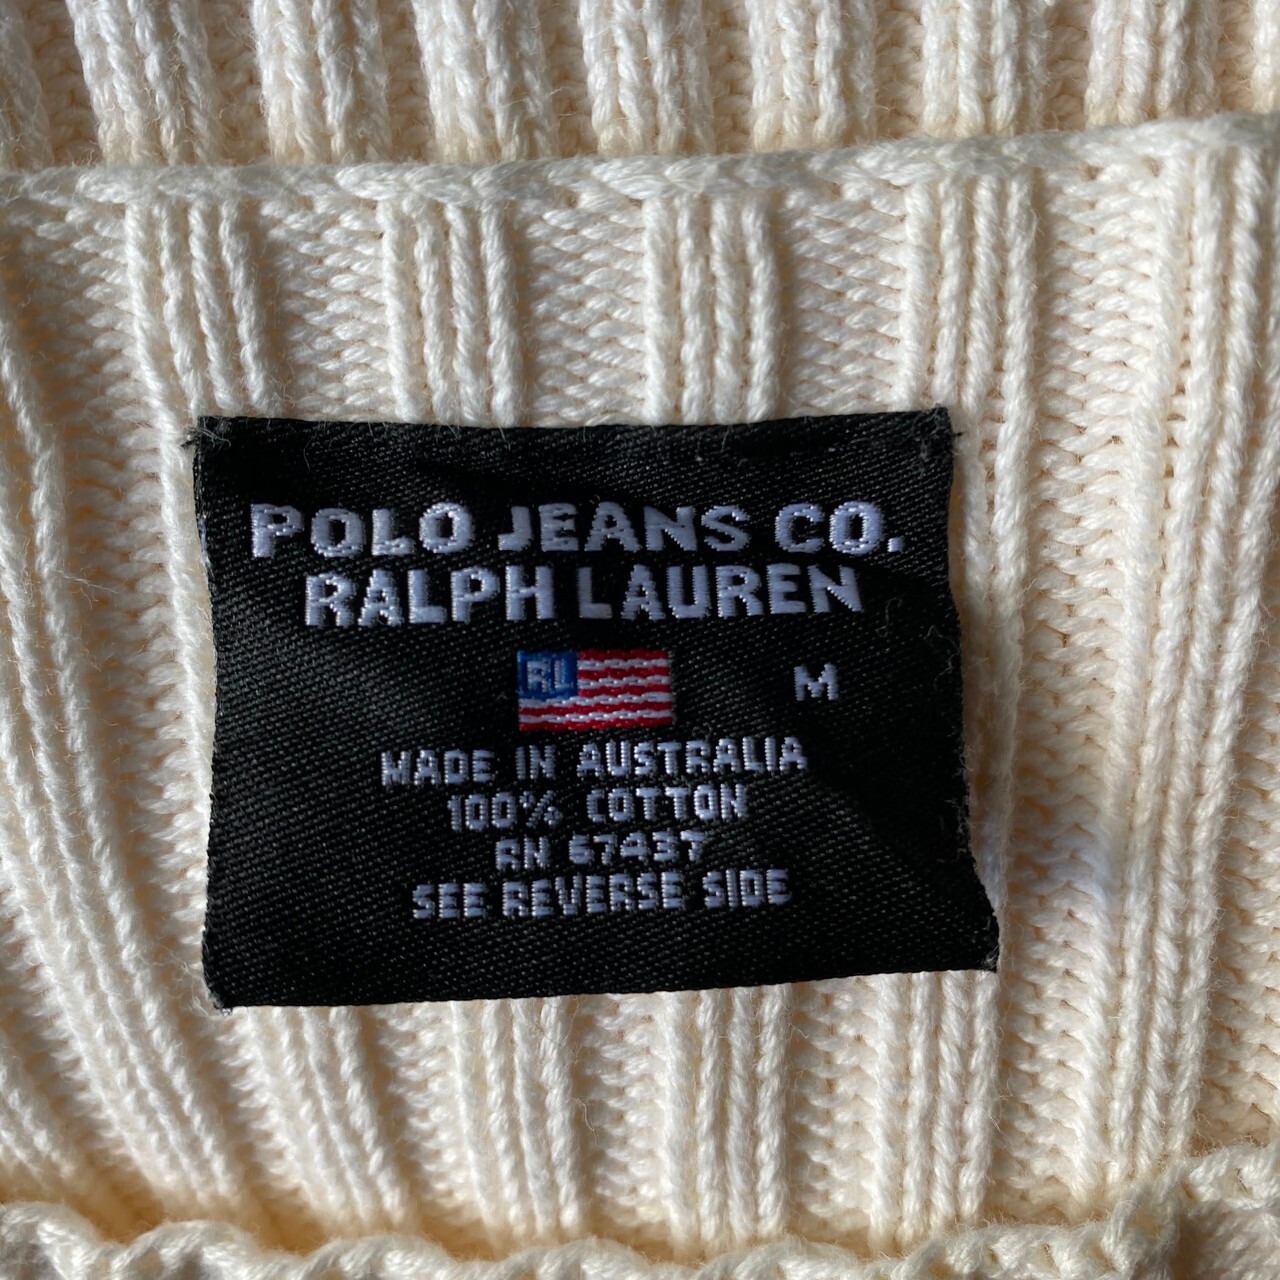 POLO JEANS CO.
RALPH LAUREN
RL
M
MADE IN AUSTRALIA
100% COTTON
RN 67437
SEE REVERSE SIDE